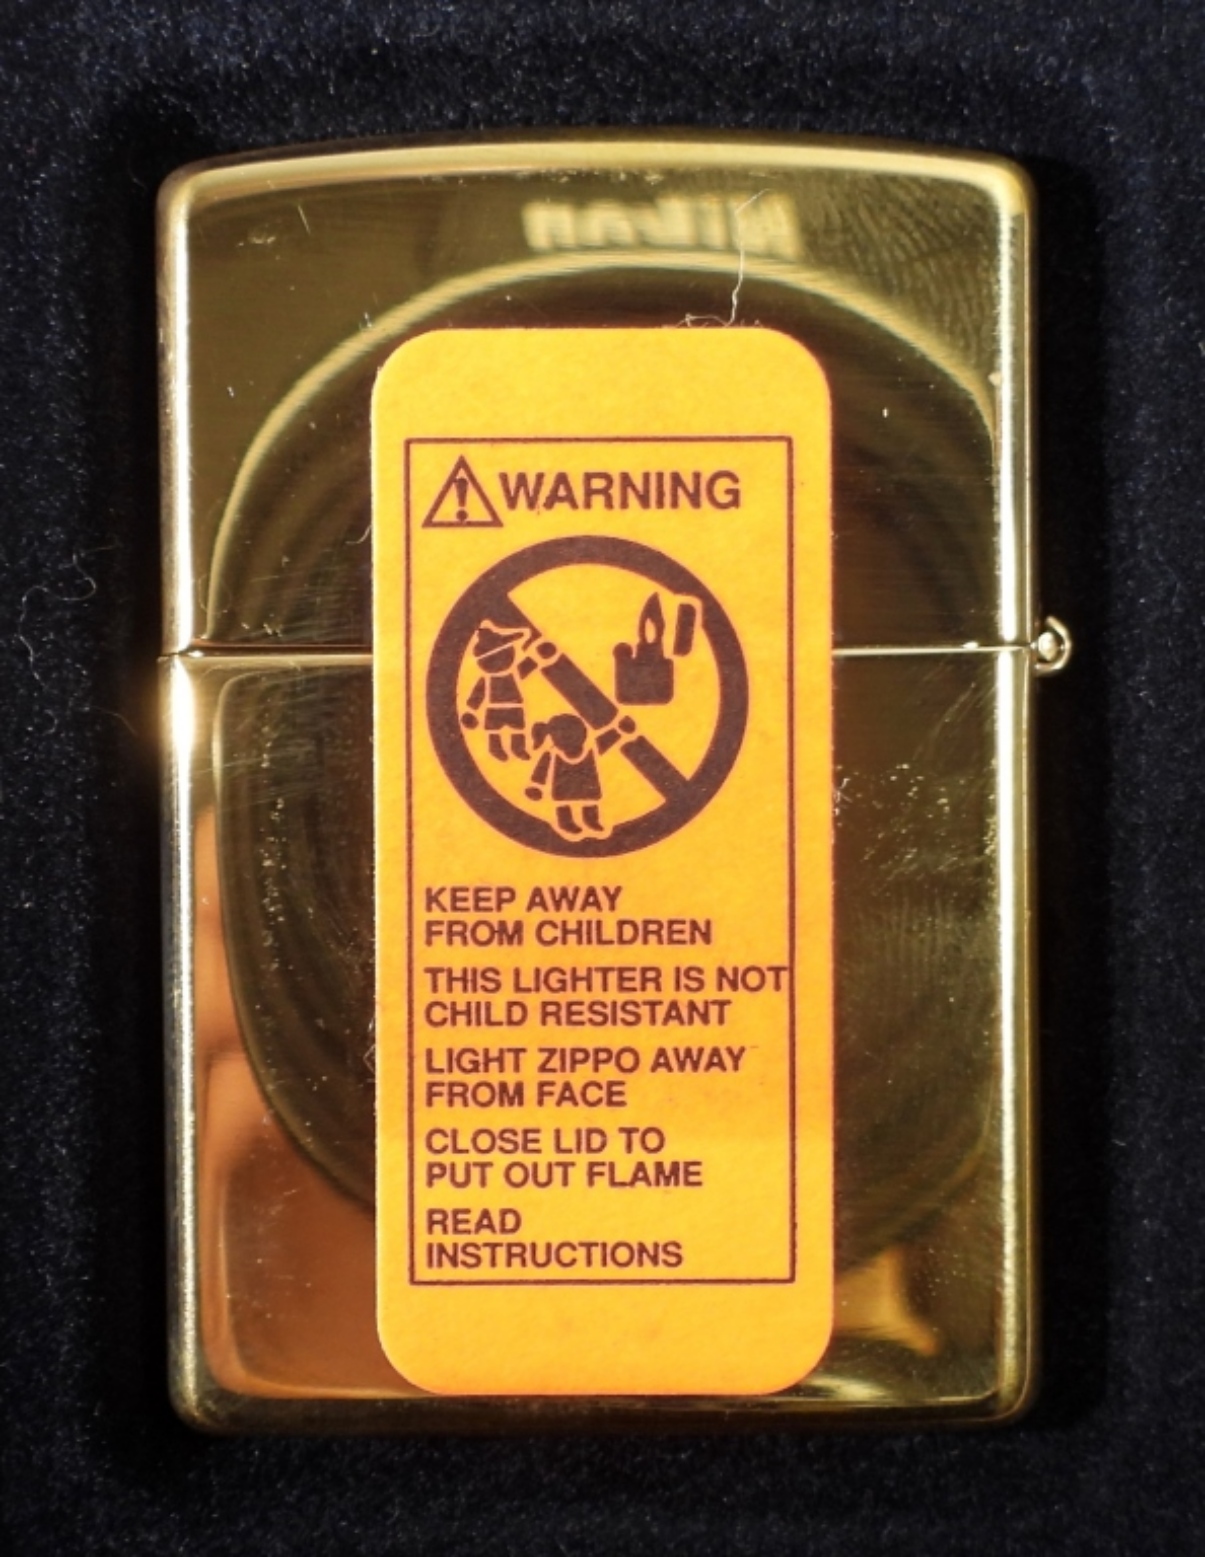 Nikon
WARNING
KEEP AWAY
FROM CHILDREN
THIS LIGHTER IS NOT
CHILD RESISTANT
LIGHT ZIPPO AWAY
FROM FACE
CLOSE LID TO
PUT OUT FLAME
READ
INSTRUCTIONS